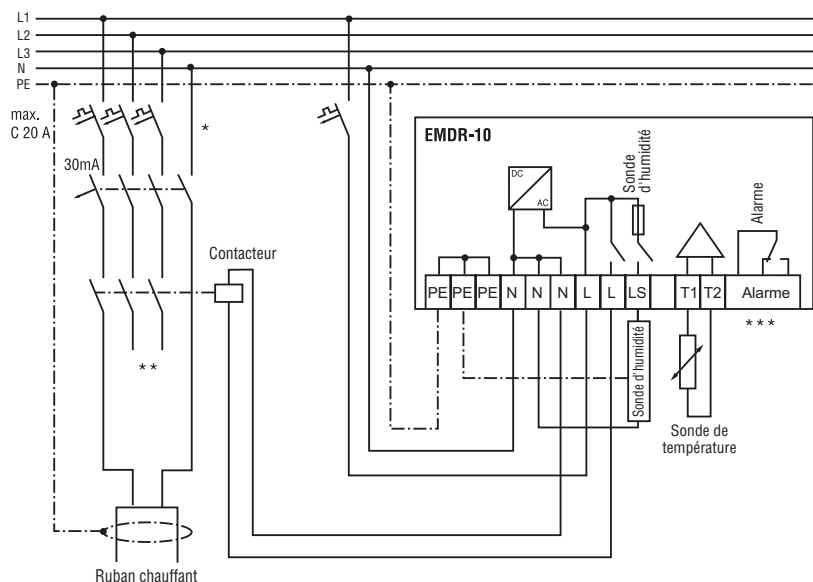 L1
L2
L3
N
PE
max.
C 20 A
*
30mA
EMDR-10
DC
AC
Sonde
d'humidité
Alarme
Contacteur
PE PE PE N N N L L LS T1 T2 Alarme
* *
* * *
Sonde d'humidité
Sonde de
température
Ruban chauffant